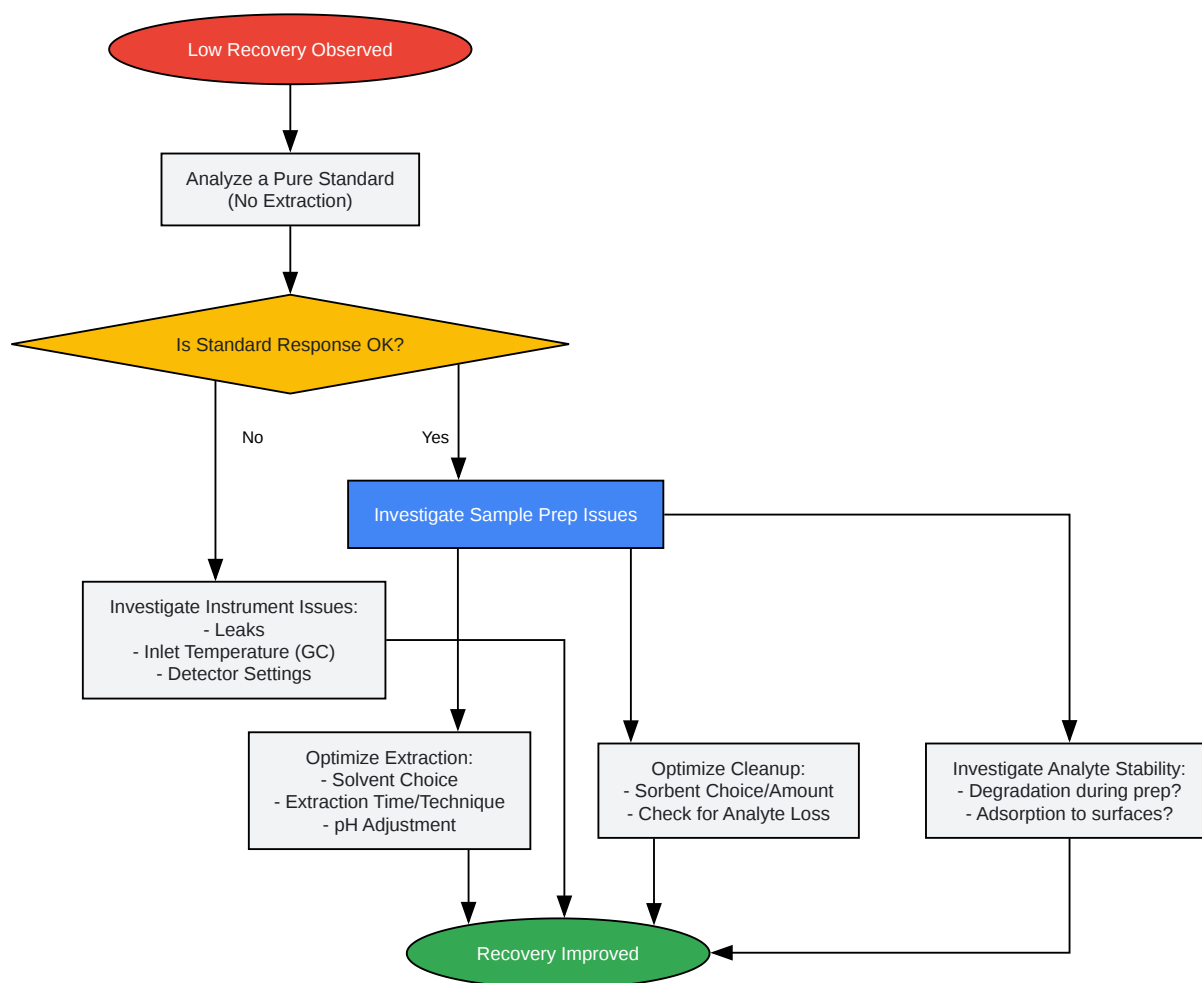 Low Recovery Observed
Analyze a Pure Standard
(No Extraction)
Is Standard Response OK?
No
Yes
Investigate Sample Prep Issues
Investigate Instrument Issues:
- Leaks
- Inlet Temperature (GC)
- Detector Settings
Optimize Extraction:
- Solvent Choice
- Extraction Time/Technique
- pH Adjustment
Optimize Cleanup:
- Sorbent Choice/Amount
- Check for Analyte Loss
Investigate Analyte Stability:
- Degradation during prep?
- Adsorption to surfaces?
Recovery Improved